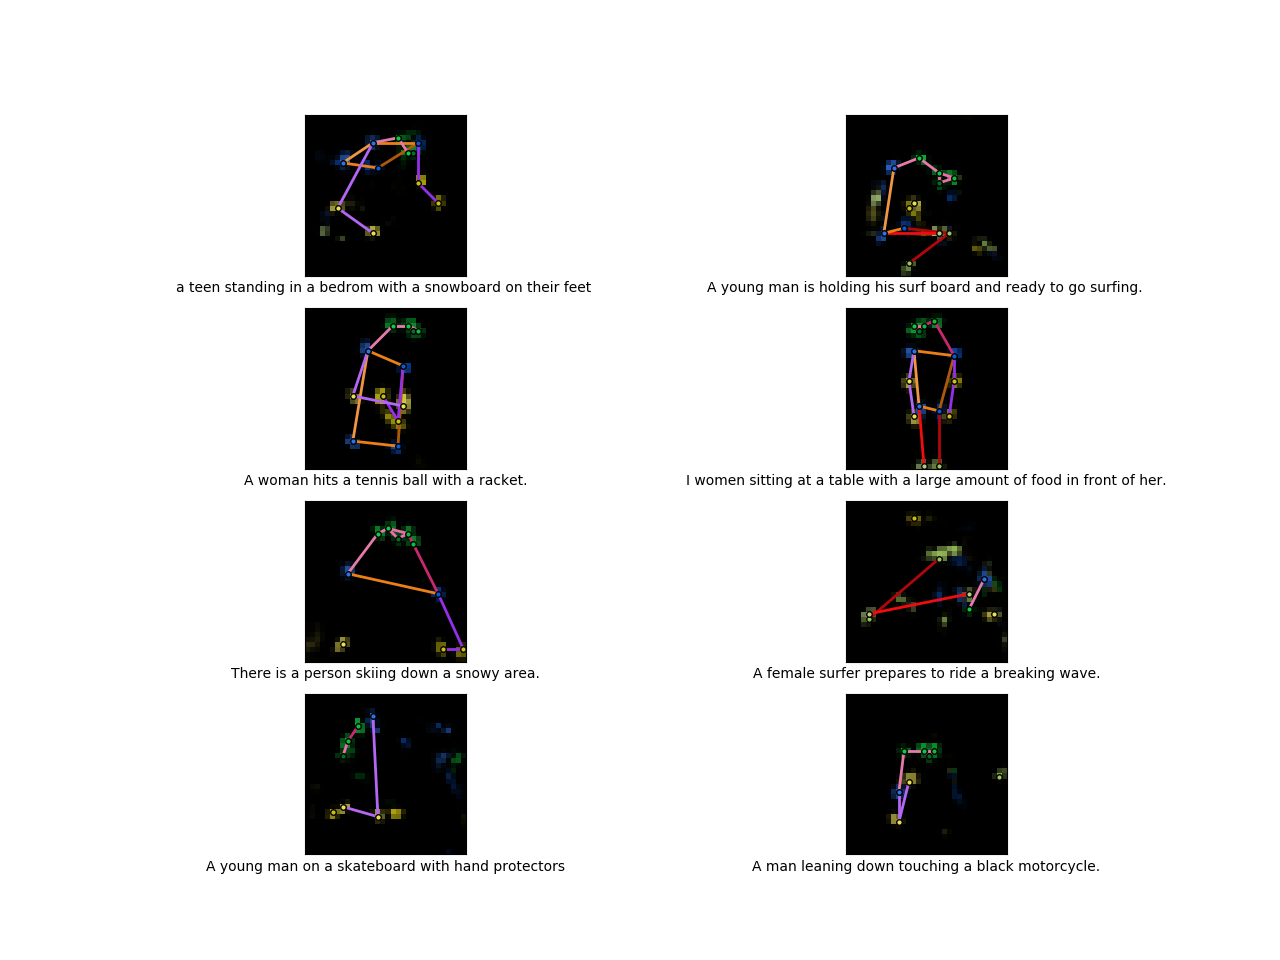 a teen standing in a bedrom with a snowboard on their feet
A young man is holding his surf board and ready to go surfing.
A woman hits a tennis ball with a racket.
I women sitting at a table with a large amount of food in front of her.
There is a person skiing down a snowy area.
A female surfer prepares to ride a breaking wave.
A young man on a skateboard with hand protectors
A man leaning down touching a black motorcycle.